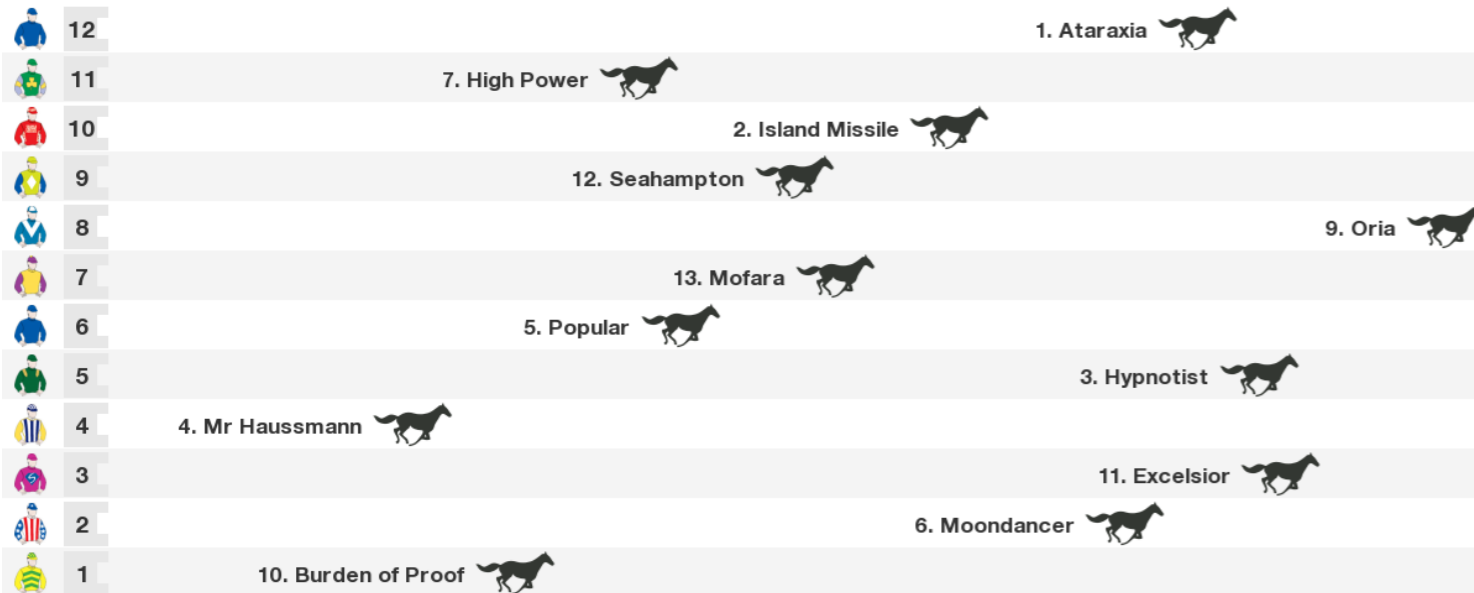 12 1. Ataraxia
11 7. High Power
10 2. Island Missile
9 12. Seahampton
8 9. Oria
7 13. Mofara
6 5. Popular
5 3. Hypnotist
4 4. Mr Haussmann
3 11. Excelsior
2 6. Moondancer
1 10. Burden of Proof